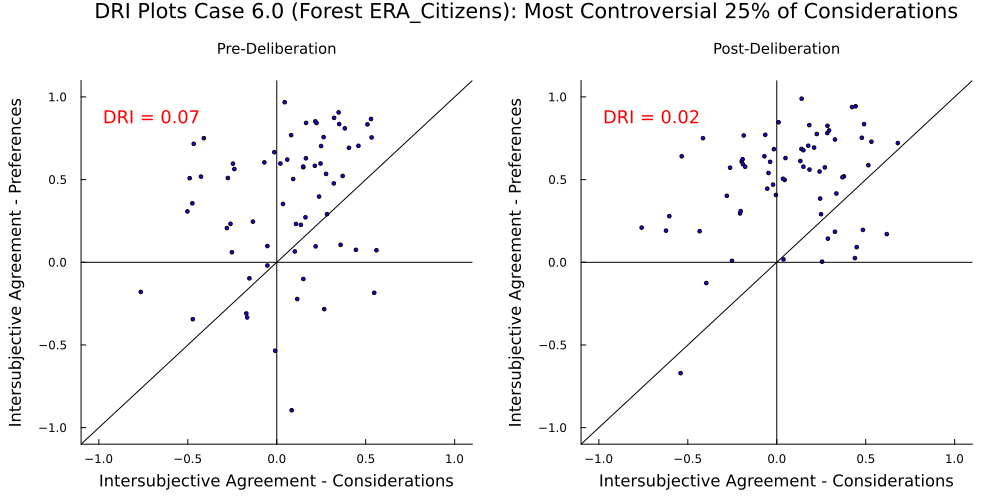 DRI Plots Case 6.0 (Forest ERA_Citizens): Most Controversial 25% of Considerations
Pre-Deliberation
DRI = 0.07
Intersubjective Agreement - Preferences
1.0
0.5
0.0
−0.5
−1.0
−1.0
−0.5
0.0
0.5
1.0
Intersubjective Agreement - Considerations
Post-Deliberation
DRI = 0.02
Intersubjective Agreement - Preferences
1.0
0.5
0.0
−0.5
−1.0
−1.0
−0.5
0.0
0.5
1.0
Intersubjective Agreement - Considerations